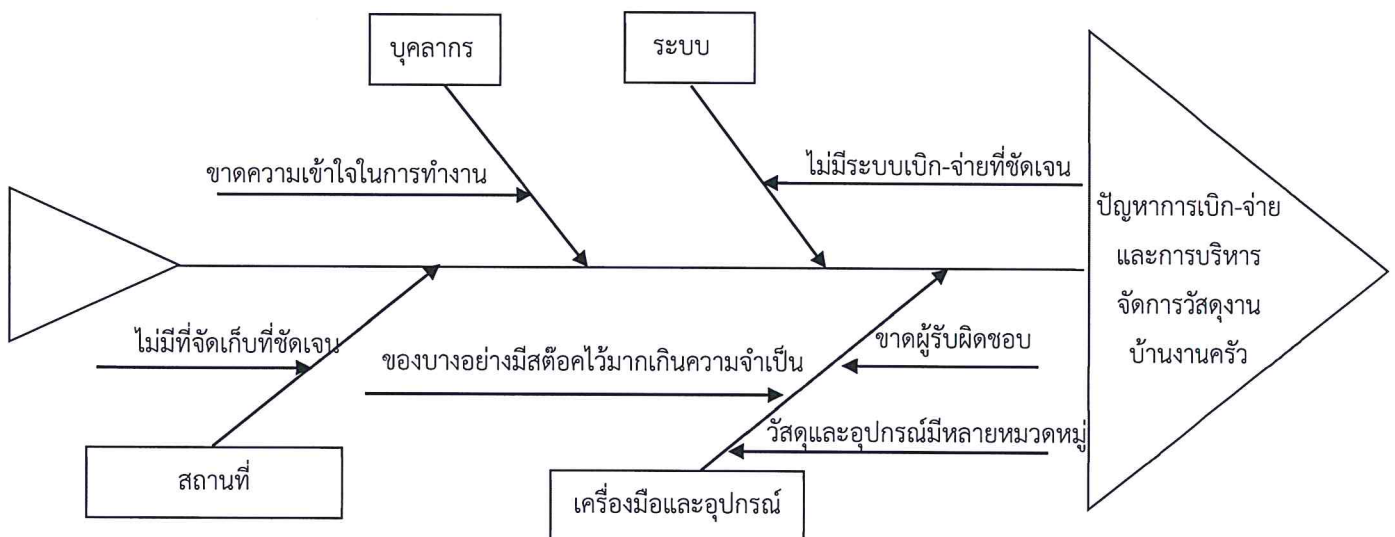 บุคลากร
ระบบ
ขาดความเข้าใจในการทำงาน
ไม่มีระบบเบิก-จ่ายที่ชัดเจน
ปัญหาการเบิก-จ่าย
และการบริหาร
จัดการวัสดุงาน
บ้านงานครัว
ไม่มีที่จัดเก็บที่ชัดเจน
ของบางอย่างมีสต๊อคไว้มากเกินความจำเป็น
ขาดผู้รับผิดชอบ
วัสดุและอุปกรณ์มีหลายหมวดหมู่
สถานที่
เครื่องมือและอุปกรณ์